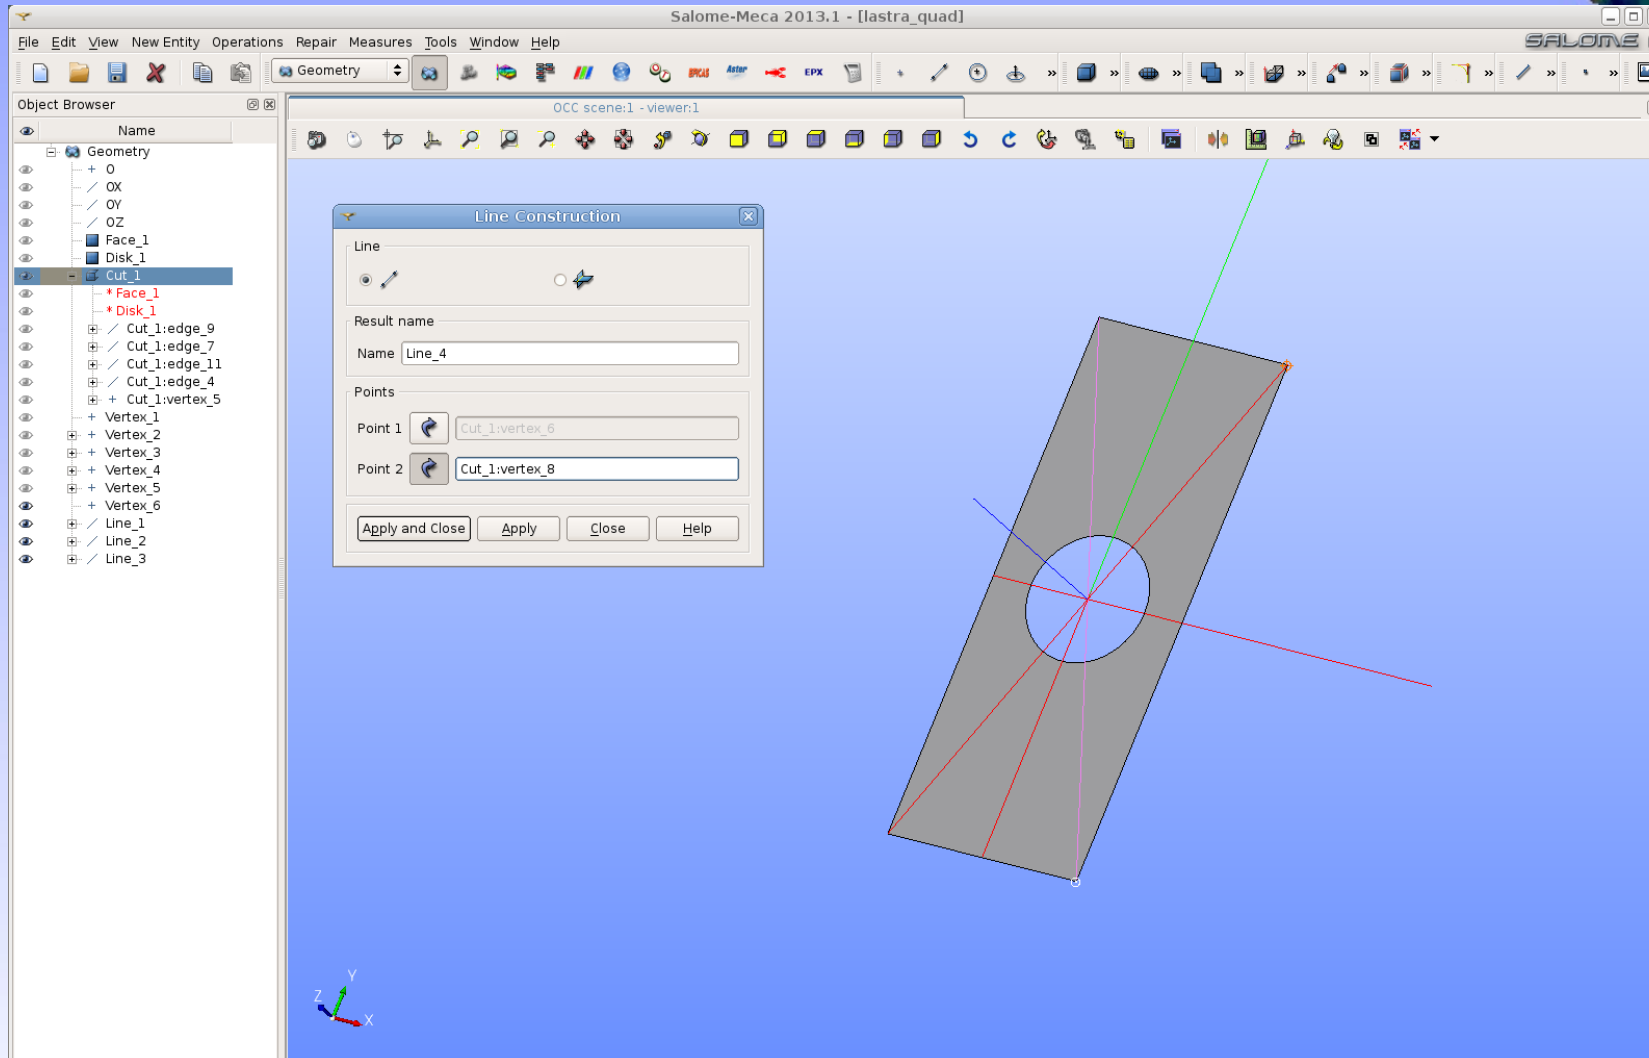 Salome-Meca 2013.1 - [lastra_quad]
File Edit View New Entity Operations Repair Measures Tools Window Help
SALOME
Geometry
EFICAS
Aster
EPX
»
»
»
»
»
»
»
»
»
»
Object Browser
OCC scene:1 - viewer:1
Name
Geometry
O
OX
OY
OZ
Face_1
Disk_1
Cut_1
* Face_1
* Disk_1
Cut_1:edge_9
Cut_1:edge_7
Cut_1:edge_11
Cut_1:edge_4
Cut_1:vertex_5
Vertex_1
Vertex_2
Vertex_3
Vertex_4
Vertex_5
Vertex_6
Line_1
Line_2
Line_3
Line Construction
Line
Result name
Name Line_4
Points
Point 1 Cut_1:vertex_6
Point 2 Cut_1:vertex_8
Apply and Close Apply Close Help
Y
Z
X